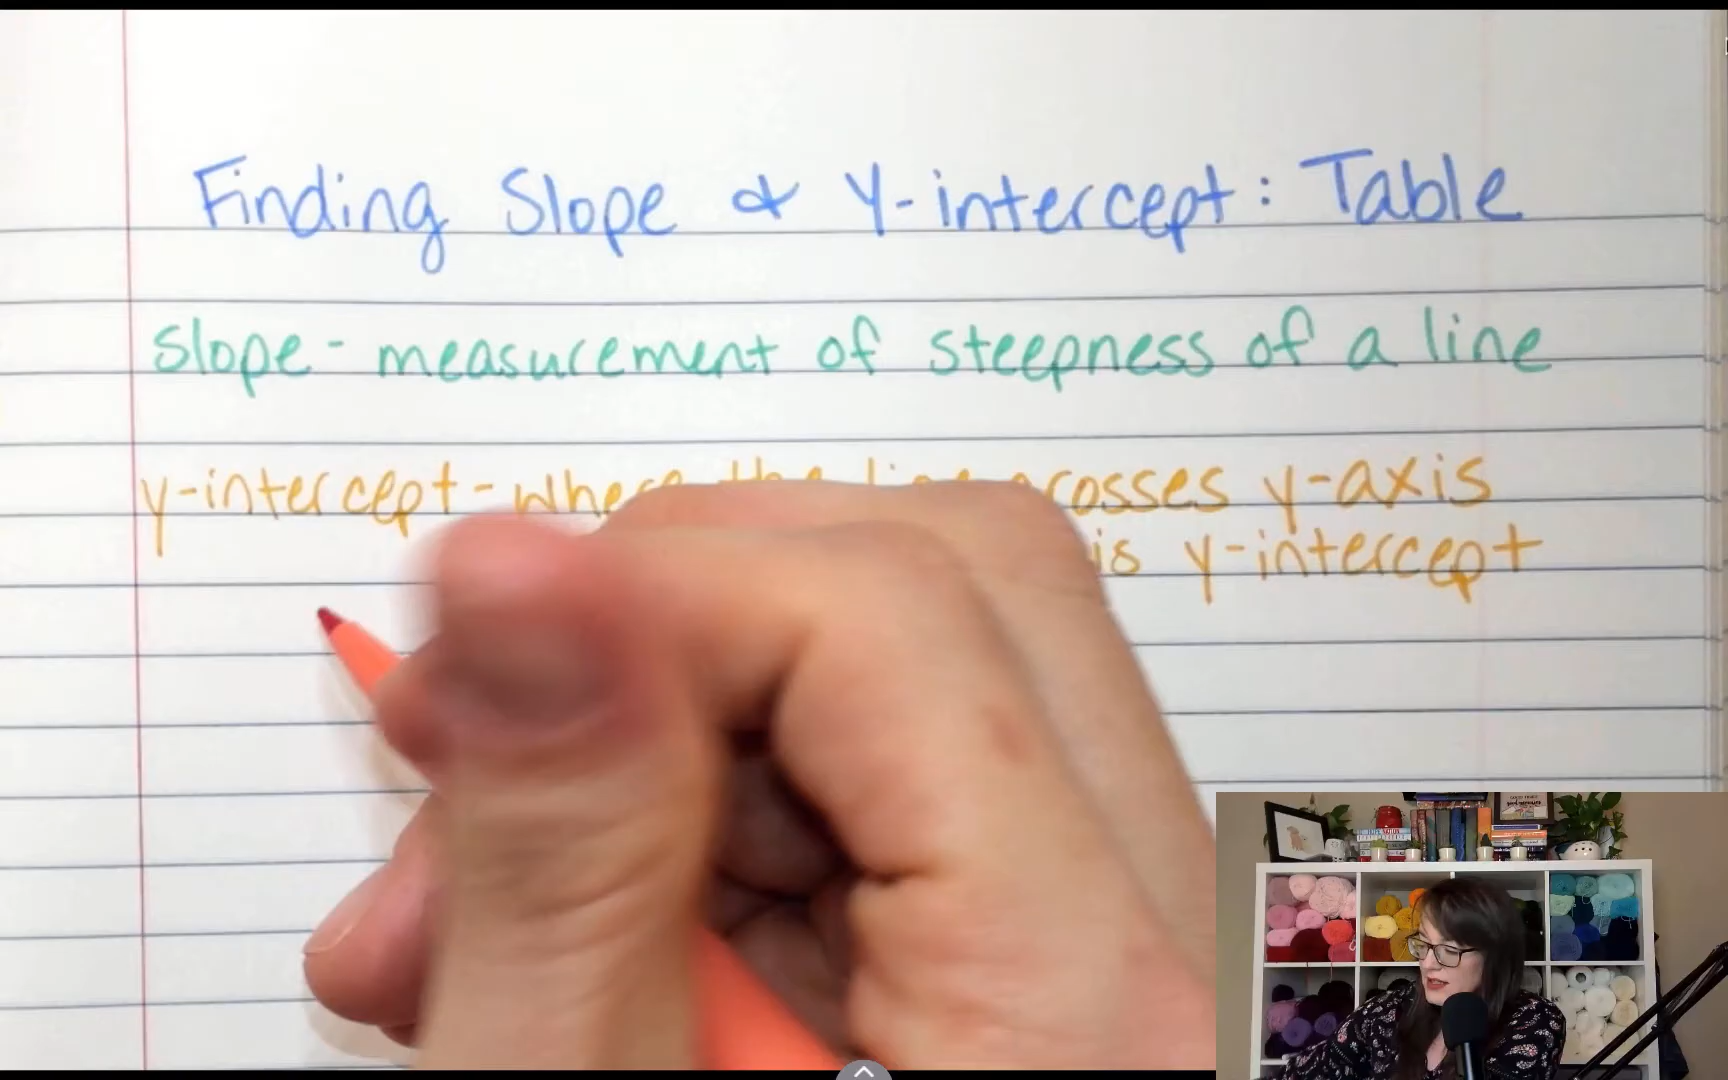 Finding Slope & Y-intercept: Table
slope - measurement of steepness of a line
y-intercept - where the line crosses y-axis
is y-intercept